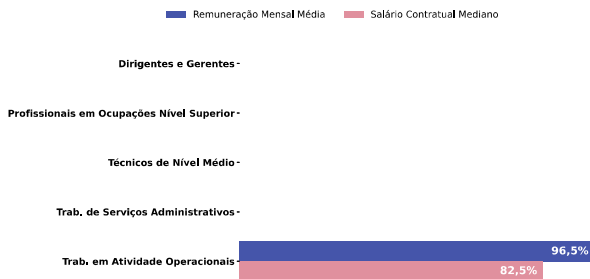 Remuneração Mensal Média Salário Contratual Mediano
Dirigentes e Gerentes
Profissionais em Ocupações Nível Superior
Técnicos de Nível Médio
Trab. de Serviços Administrativos
Trab. em Atividade Operacionais
96,5%
82,5%